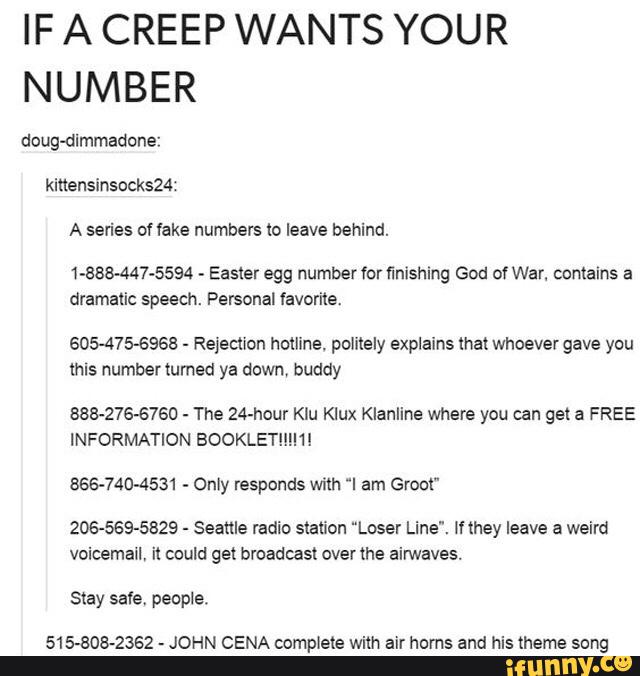 IF A CREEP WANTS YOUR
NUMBER
doug-dimmadone:
kittensinsocks24:
A series of fake numbers to leave behind.
1-888-447-5594 - Easter egg number for finishing God of War, contains a
dramatic speech. Personal favorite.
605-475-6968 - Rejection hotline, politely explains that whoever gave you
this number turned ya down, buddy
888-276-6760 - The 24-hour Klu Klux Klanline where you can get a FREE
INFORMATION BOOKLET!!!!1!
866-740-4531 - Only responds with “I am Groot”
206-569-5829 - Seattle radio station “Loser Line”. If they leave a weird
voicemail, it could get broadcast over the airwaves.
Stay safe, people.
515-808-2362 - JOHN CENA complete with air horns and his theme song
ifunny.co